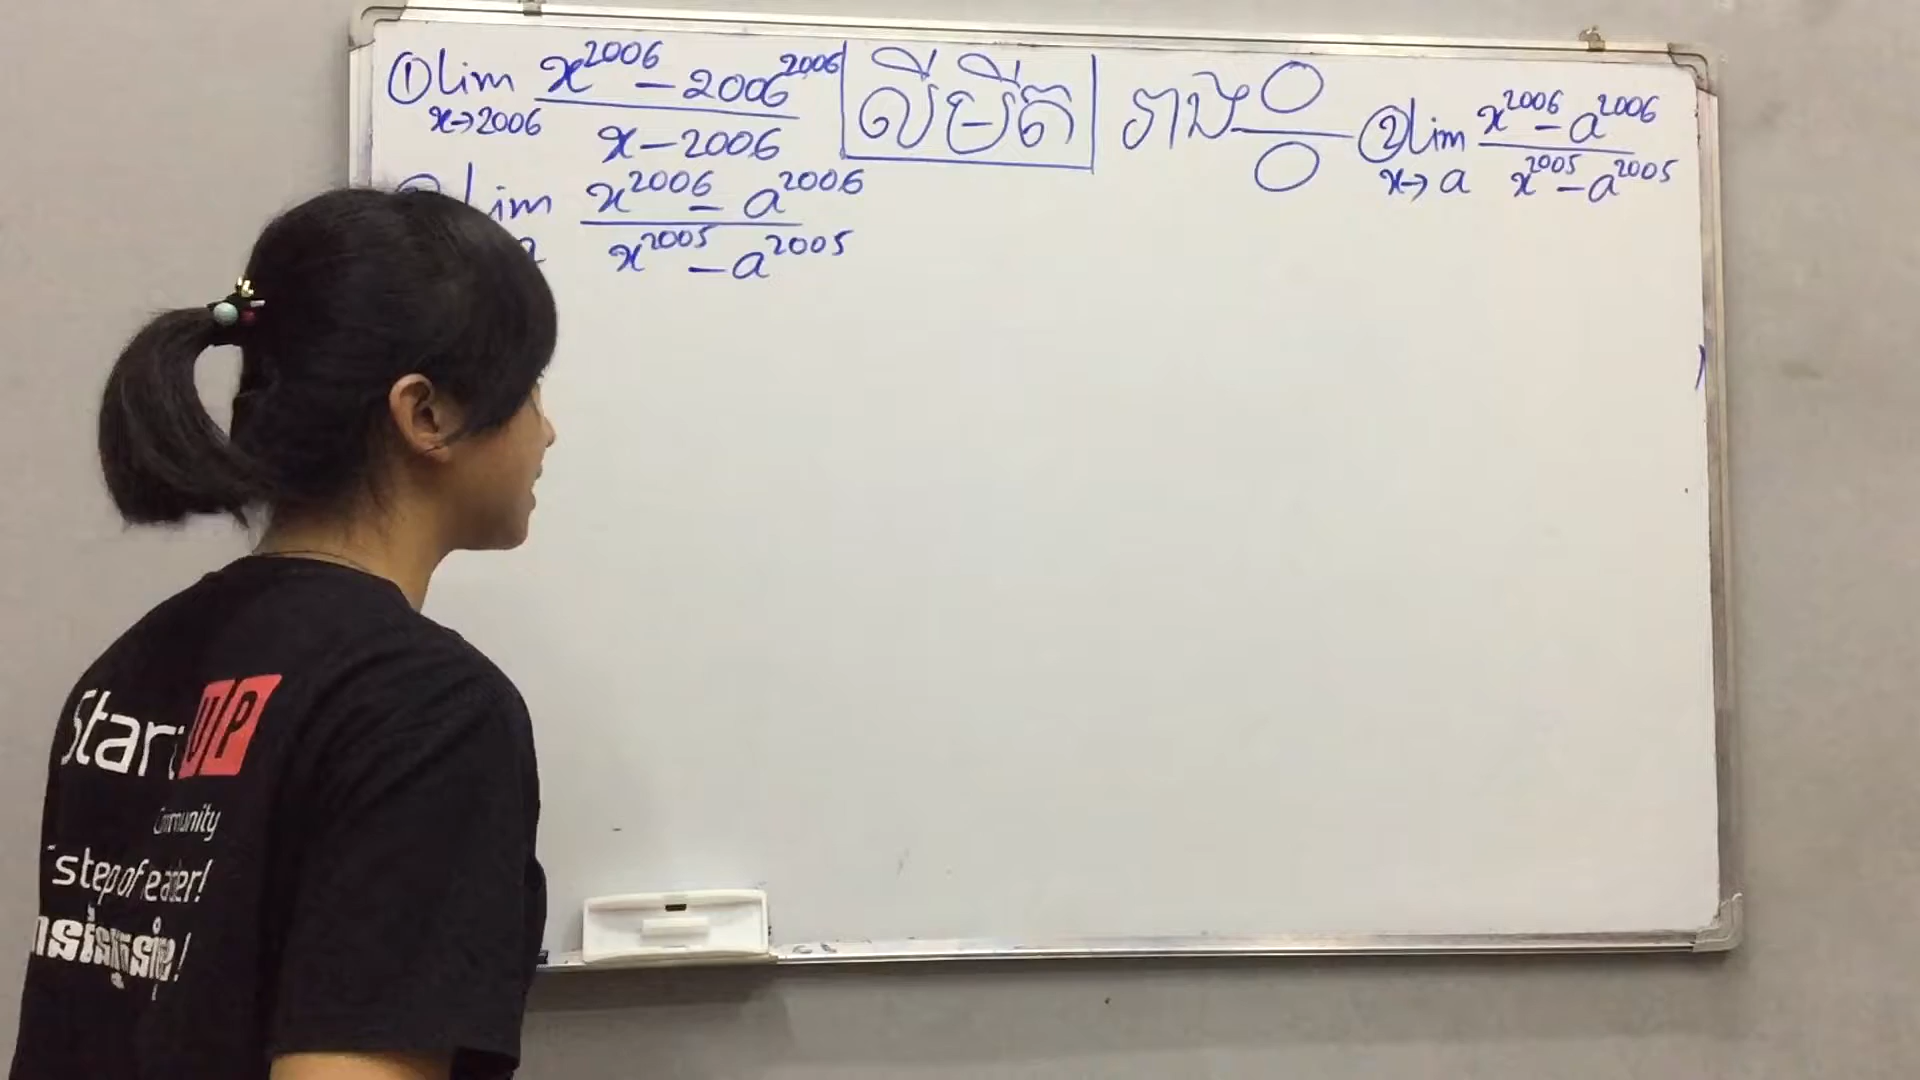 ① lim x→2006 (x^2006 – 2006^2006)/(x – 2006)
លីមីត
រាង 0/0
② lim x→a (x^2006 – a^2006)/(x^2005 – a^2005)
lim (x^2006 – a^2006)/(x^2005 – a^2005)
Start UP
Community
step of